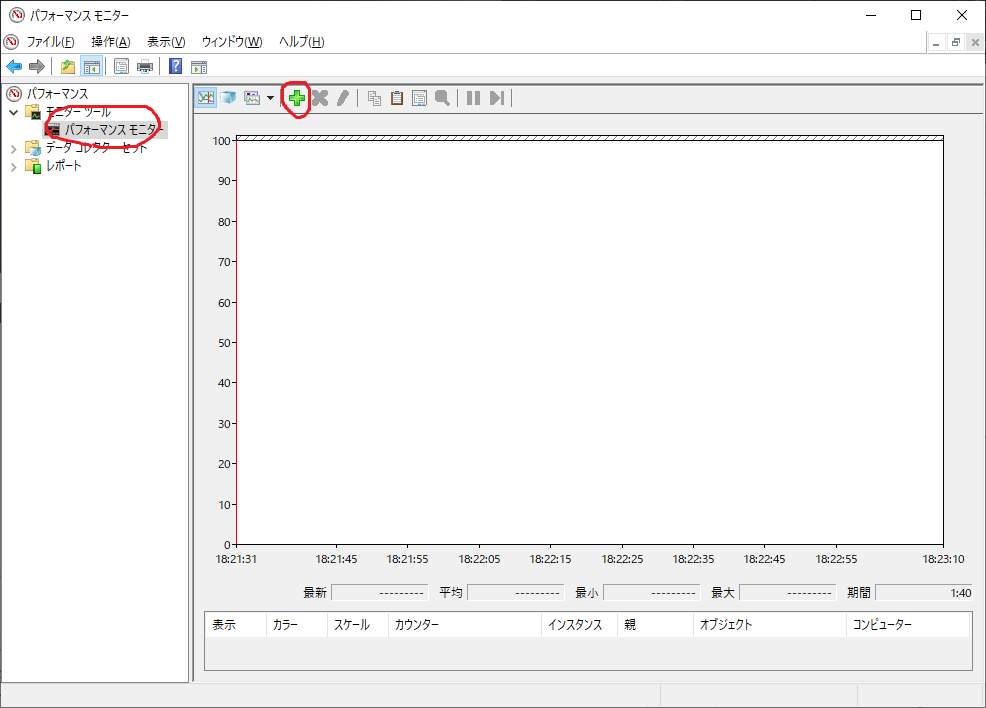 パフォーマンス モニター
ファイル(F) 操作(A) 表示(V) ウィンドウ(W) ヘルプ(H)
パフォーマンス
モニター ツール
パフォーマンス モニター
データ コレクター セット
レポート
100
90
80
70
60
50
40
30
20
10
0
18:21:31 18:21:45 18:21:55 18:22:05 18:22:15 18:22:25 18:22:35 18:22:45 18:22:55 18:23:10
最新 --------- 平均 --------- 最小 --------- 最大 --------- 期間 1:40
表示 カラー スケール カウンター インスタンス 親 オブジェクト コンピューター